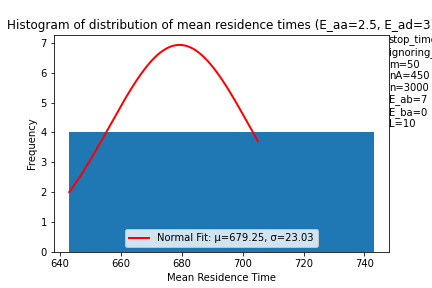 Histogram of distribution of mean residence times (E_aa=2.5, E_ad=3
7
6
5
4
3
2
1
0
Frequency
640
660
680
700
720
740
Mean Residence Time
Normal Fit: μ=679.25, σ=23.03
stop_time
ignoring_
m=50
nA=450
n=3000
E_ab=7
E_ba=0
L=10